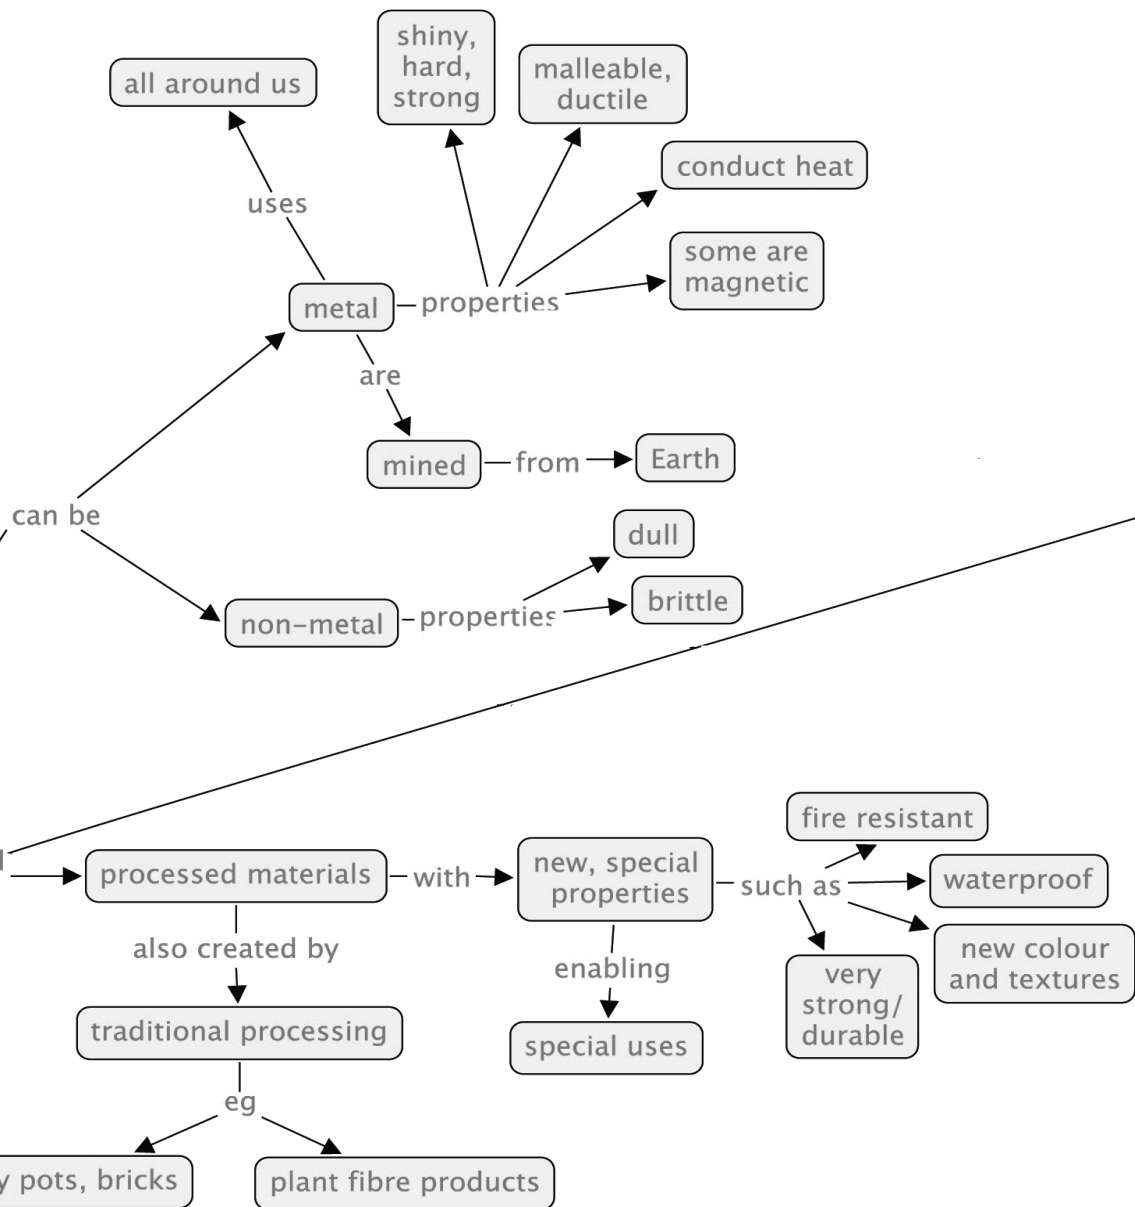 shiny,
hard,
strong
malleable,
ductile
all around us
conduct heat
uses
some are
magnetic
metal
properties
are
mined
from
Earth
can be
dull
brittle
non-metal
properties
fire resistant
processed materials
with
new, special
properties
such as
waterproof
also created by
enabling
new colour
and textures
very
strong/
durable
traditional processing
special uses
eg
y pots, bricks
plant fibre products